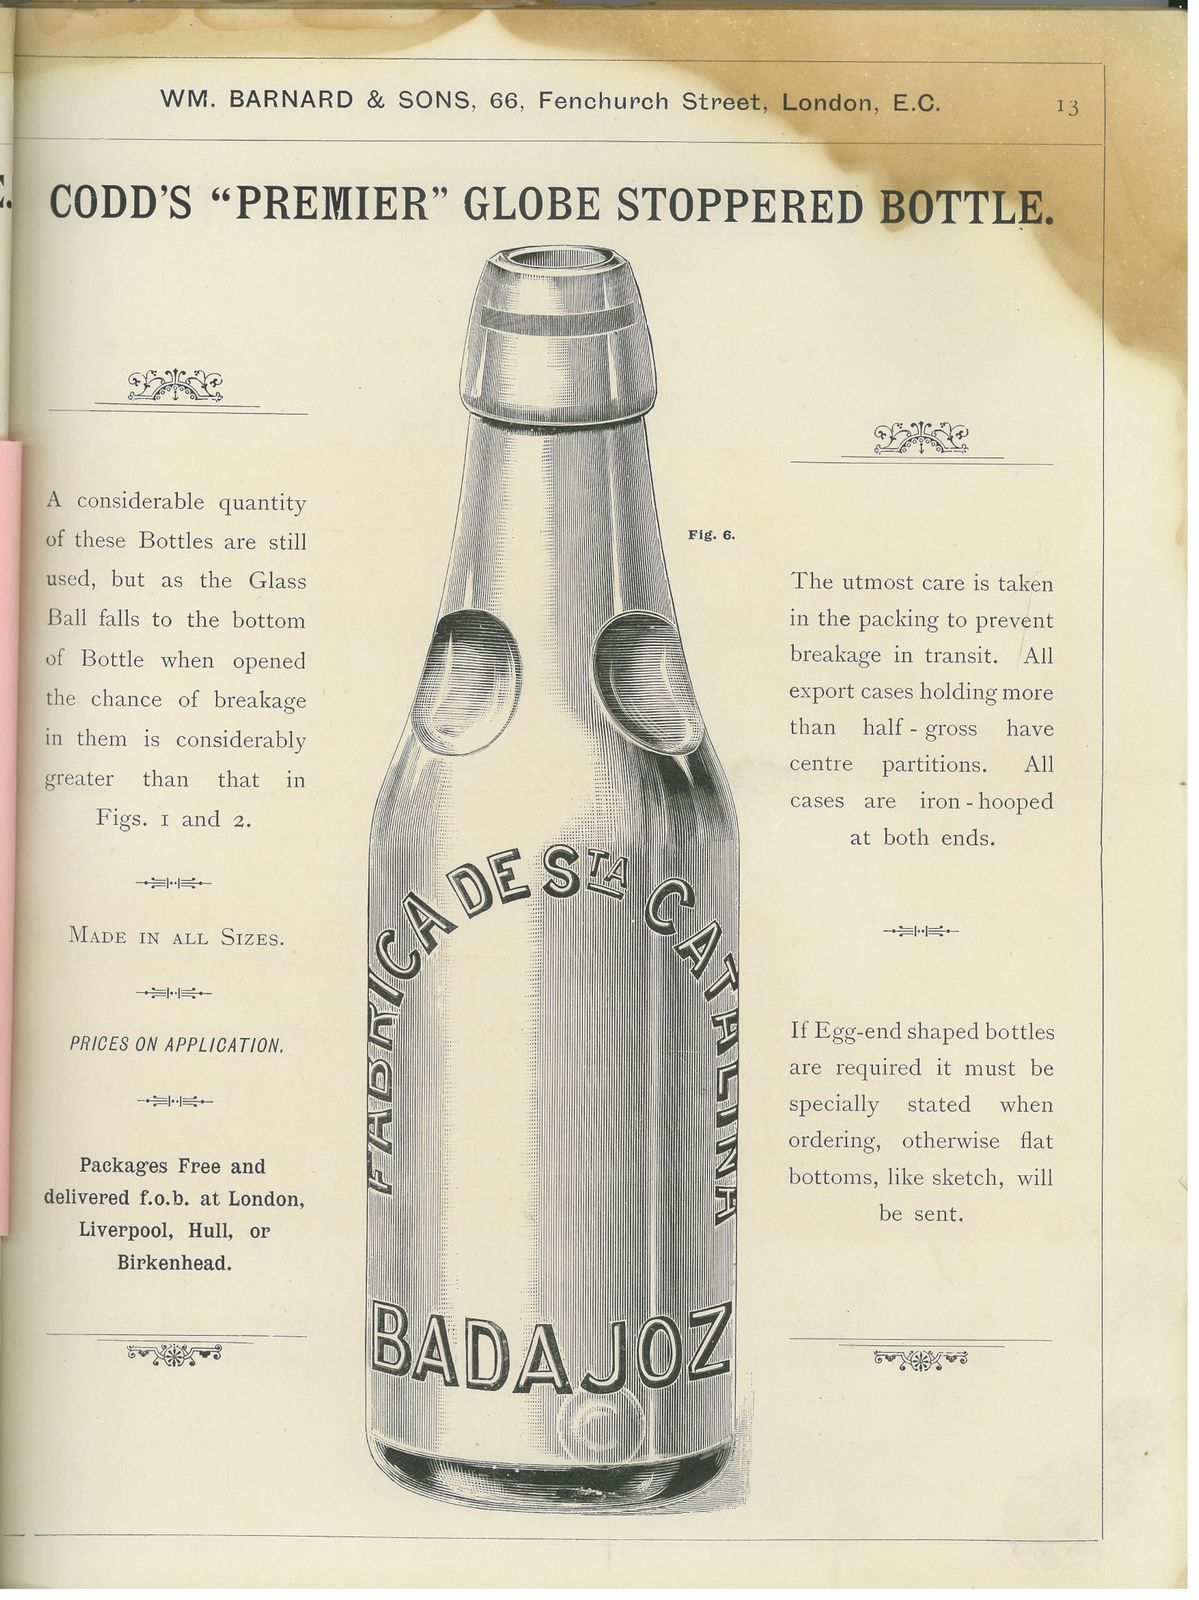 WM. BARNARD & SONS, 66, Fenchurch Street, London, E.C.
13
CODD'S “PREMIER” GLOBE STOPPERED BOTTLE.
A considerable quantity
of these Bottles are still
used, but as the Glass
Ball falls to the bottom
of Bottle when opened
the chance of breakage
in them is considerably
greater than that in
Figs. 1 and 2.
MADE IN ALL SIZES.
PRICES ON APPLICATION.
Packages Free and
delivered f.o.b. at London,
Liverpool, Hull, or
Birkenhead.
Fig. 6.
FABRICA DE STA CATALINA
BADAJOZ
The utmost care is taken
in the packing to prevent
breakage in transit. All
export cases holding more
than half-gross have
centre partitions. All
cases are iron-hooped
at both ends.
If Egg-end shaped bottles
are required it must be
specially stated when
ordering, otherwise flat
bottoms, like sketch, will
be sent.